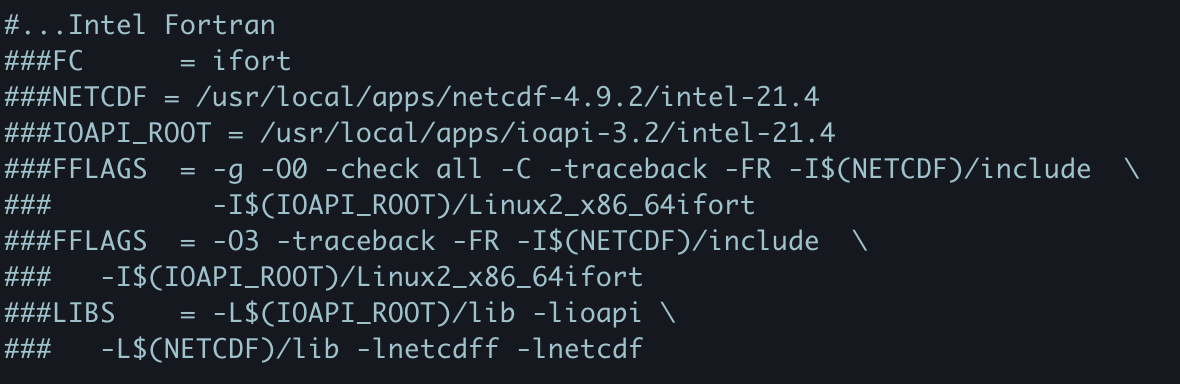 #...Intel Fortran
###FC      = ifort
###NETCDF = /usr/local/apps/netcdf-4.9.2/intel-21.4
###IOAPI_ROOT = /usr/local/apps/ioapi-3.2/intel-21.4
###FFLAGS  = -g -O0 -check all -C -traceback -FR -I$(NETCDF)/include  \
###          -I$(IOAPI_ROOT)/Linux2_x86_64ifort
###FFLAGS  = -O3 -traceback -FR -I$(NETCDF)/include  \
###   -I$(IOAPI_ROOT)/Linux2_x86_64ifort
###LIBS    = -L$(IOAPI_ROOT)/lib -lioapi \
###   -L$(NETCDF)/lib -lnetcdff -lnetcdf